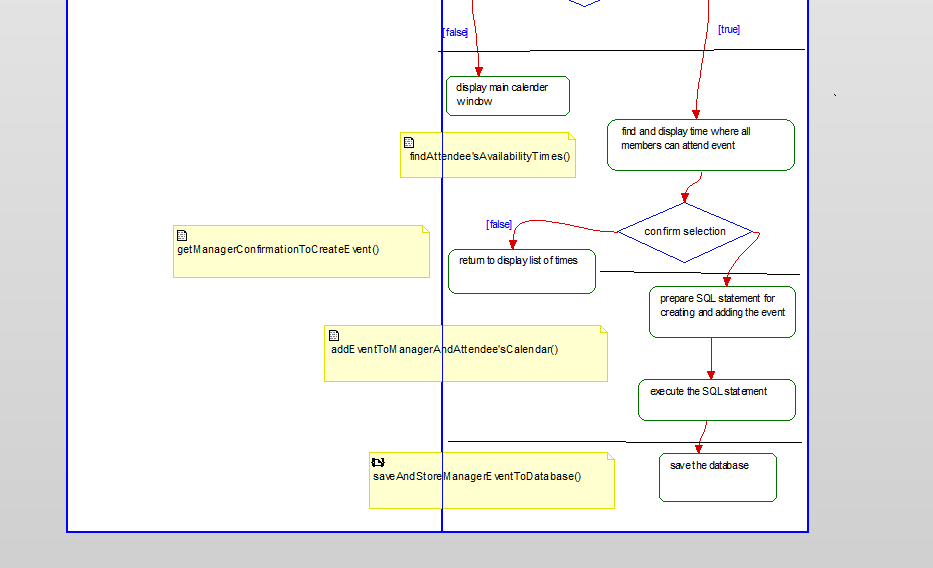 [false]
[true]
display main calender
window
find and display time where all
members can attend event
findAttendee'sAvailabilityTimes()
[false]
confirm selection
getManagerConfirmationToCreateEvent()
return to display list of times
prepare SQL statement for
creating and adding the event
addEventToManagerAndAttendee'sCalendar()
execute the SQL statement
save the database
saveAndStoreManagerEventToDatabase()